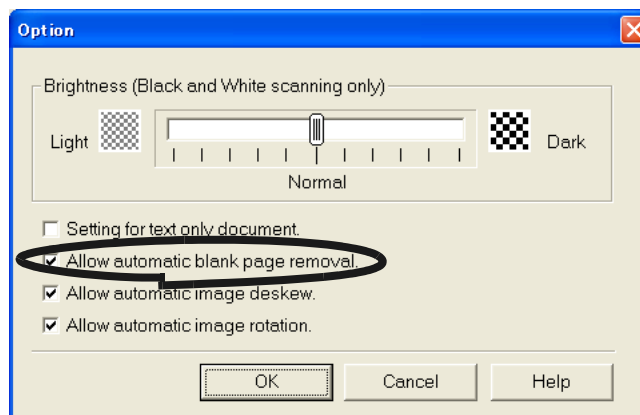 Option
Brightness (Black and White scanning only)
Light Dark
Normal
Setting for text only document.
Allow automatic blank page removal.
Allow automatic image deskew.
Allow automatic image rotation.
OK Cancel Help